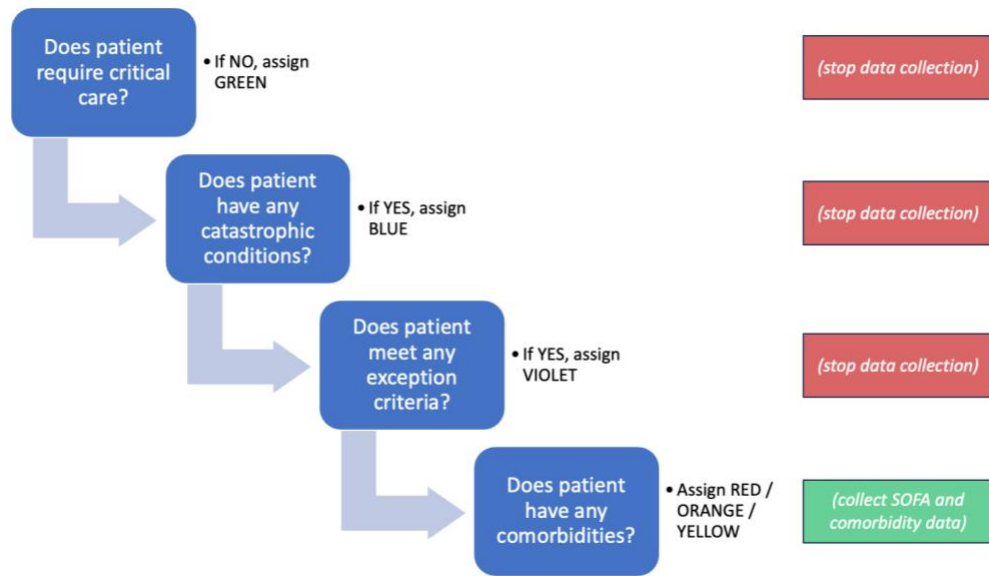 Does patient
require critical
care?
• If NO, assign
GREEN
(stop data collection)
Does patient
have any
catastrophic
conditions?
• If YES, assign
BLUE
(stop data collection)
Does patient
meet any
exception
criteria?
• If YES, assign
VIOLET
(stop data collection)
Does patient
have any
comorbidities?
• Assign RED /
ORANGE /
YELLOW
(collect SOFA and
comorbidity data)